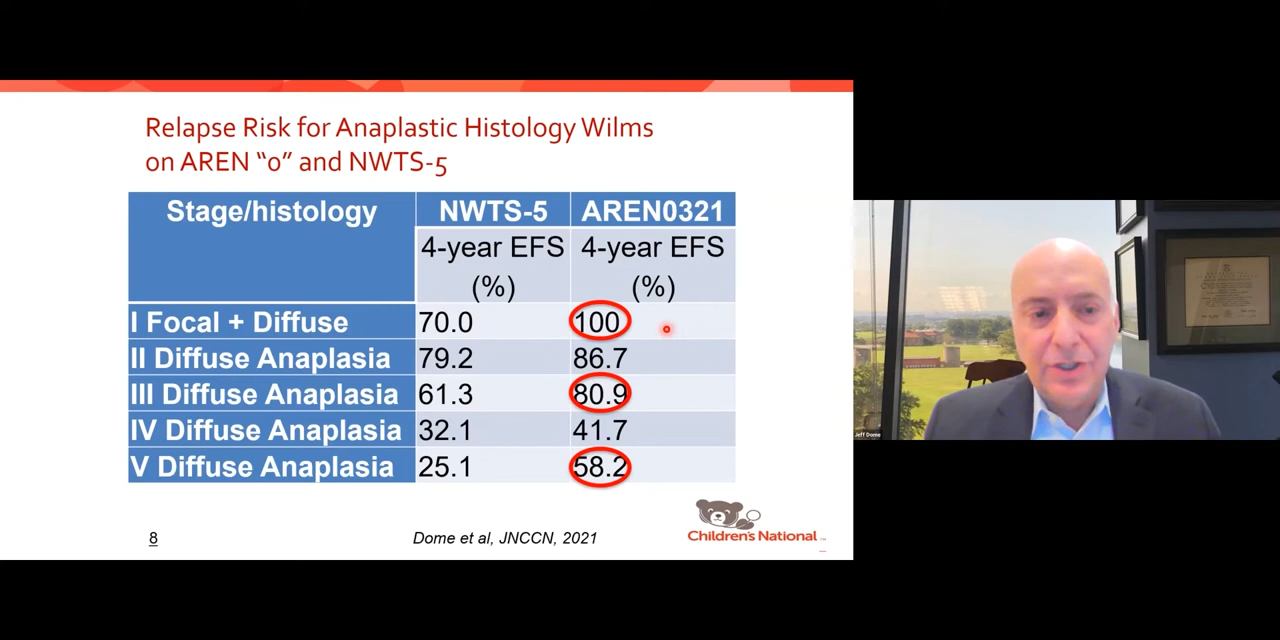 Relapse Risk for Anaplastic Histology Wilms
on AREN “0” and NWTS-5
Stage/histology NWTS-5 AREN0321
4-year EFS (%) 4-year EFS (%)
I Focal + Diffuse 70.0 100
II Diffuse Anaplasia 79.2 86.7
III Diffuse Anaplasia 61.3 80.9
IV Diffuse Anaplasia 32.1 41.7
V Diffuse Anaplasia 25.1 58.2
8
Dome et al, JNCCN, 2021
Children's National
Jeff Dome